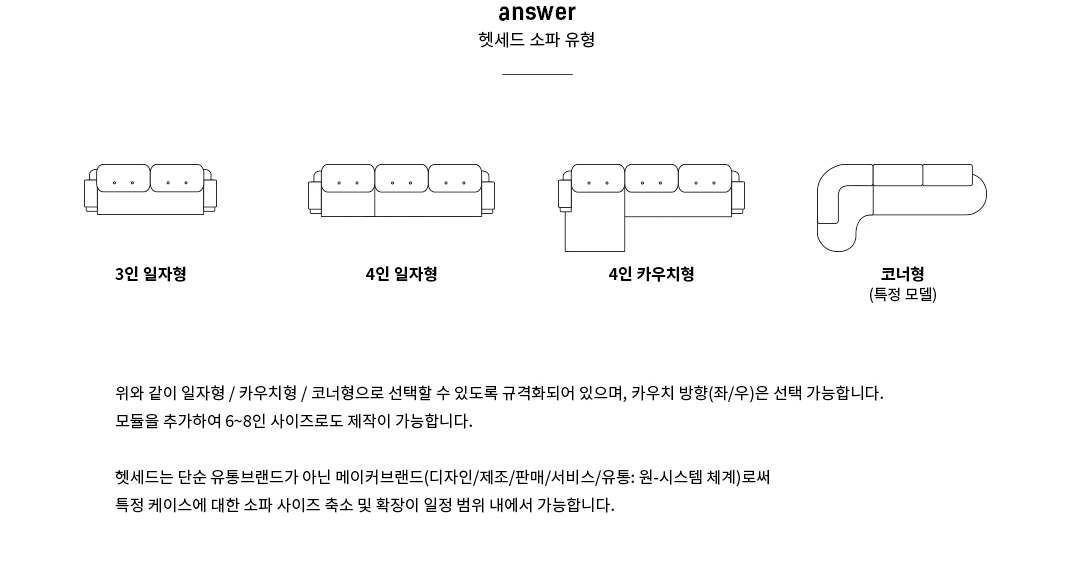 answer
헷세드 소파 유형
3인 일자형
4인 일자형
4인 카우치형
코너형
(특정 모델)
위와 같이 일자형 / 카우치형 / 코너형으로 선택할 수 있도록 규격화되어 있으며, 카우치 방향(좌/우)은 선택 가능합니다.
모듈을 추가하여 6~8인 사이즈로도 제작이 가능합니다.
헷세드는 단순 유통브랜드가 아닌 메이커브랜드(디자인/제조/판매/서비스/유통: 원-시스템 체계)로써
특정 케이스에 대한 소파 사이즈 축소 및 확장이 일정 범위 내에서 가능합니다.